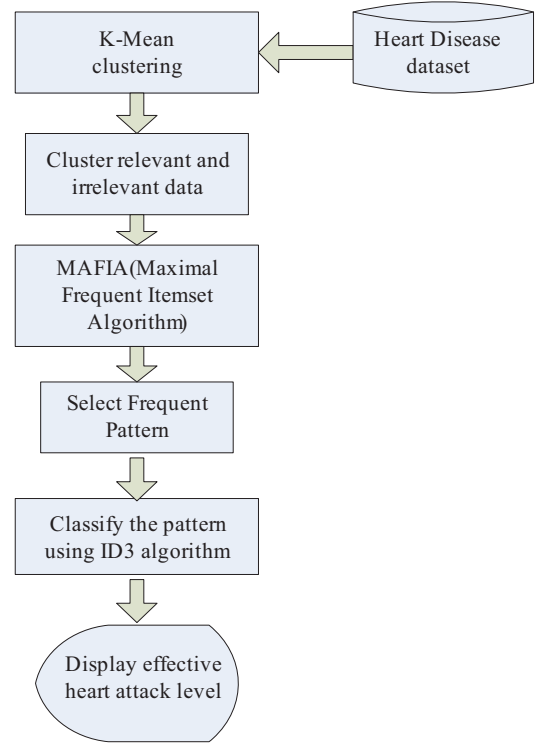 K-Mean
clustering
Heart Disease
dataset
Cluster relevant and
irrelevant data
MAFIA(Maximal
Frequent Itemset
Algorithm)
Select Frequent
Pattern
Classify the pattern
using ID3 algorithm
Display effective
heart attack level